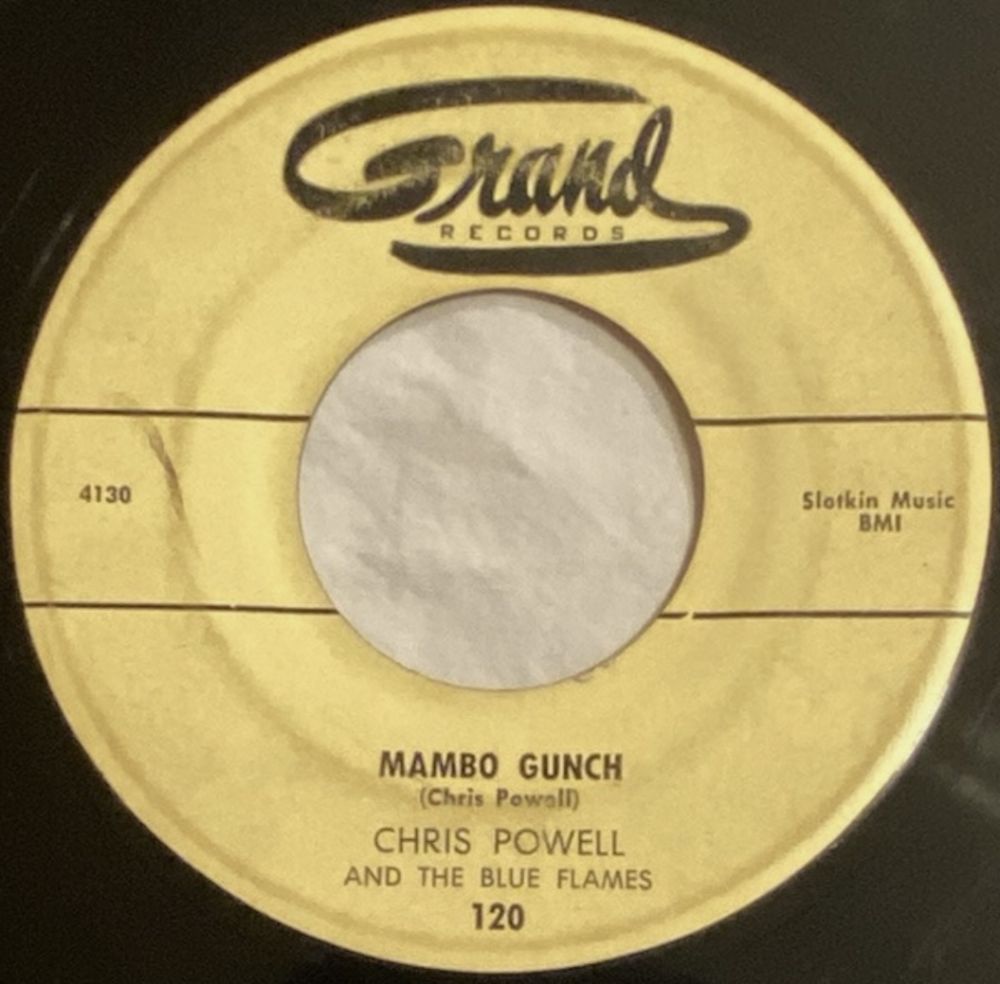 Grand
RECORDS
4130
Slotkin Music
BMI
MAMBO GUNCH
(Chris Powell)
CHRIS POWELL
AND THE BLUE FLAMES
120